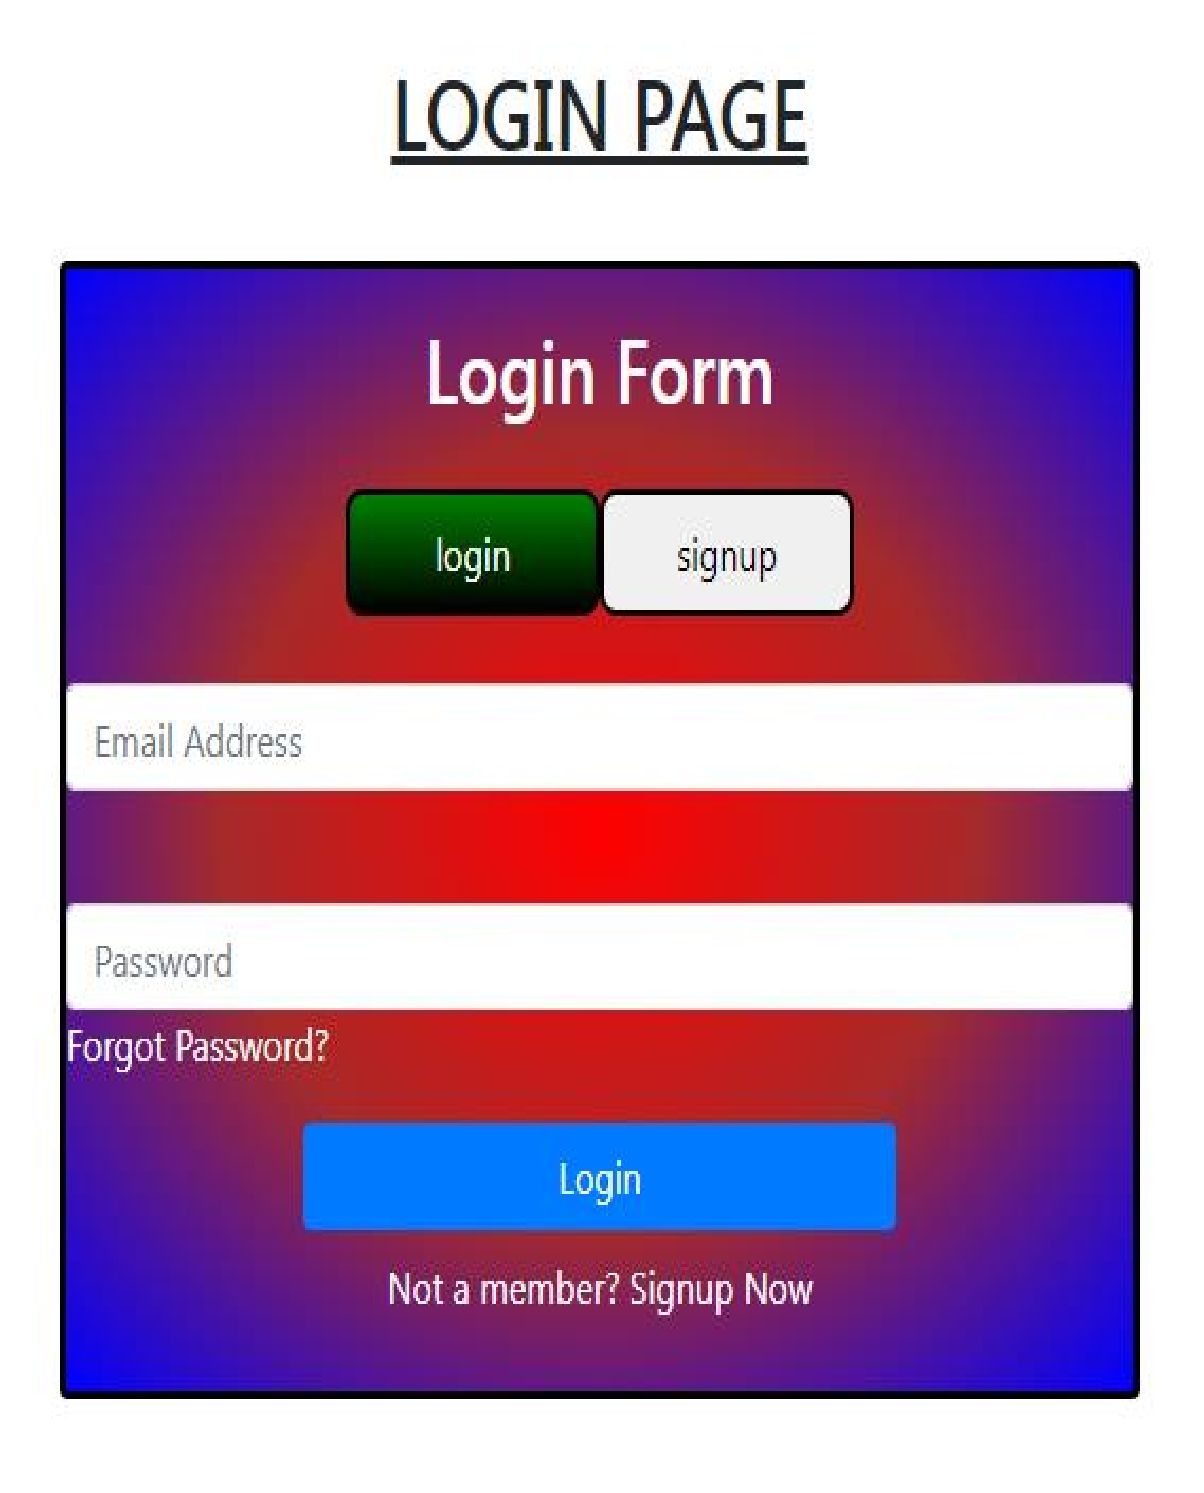 LOGIN PAGE
Login Form
login signup
Email Address
Password
Forgot Password?
Login
Not a member? Signup Now